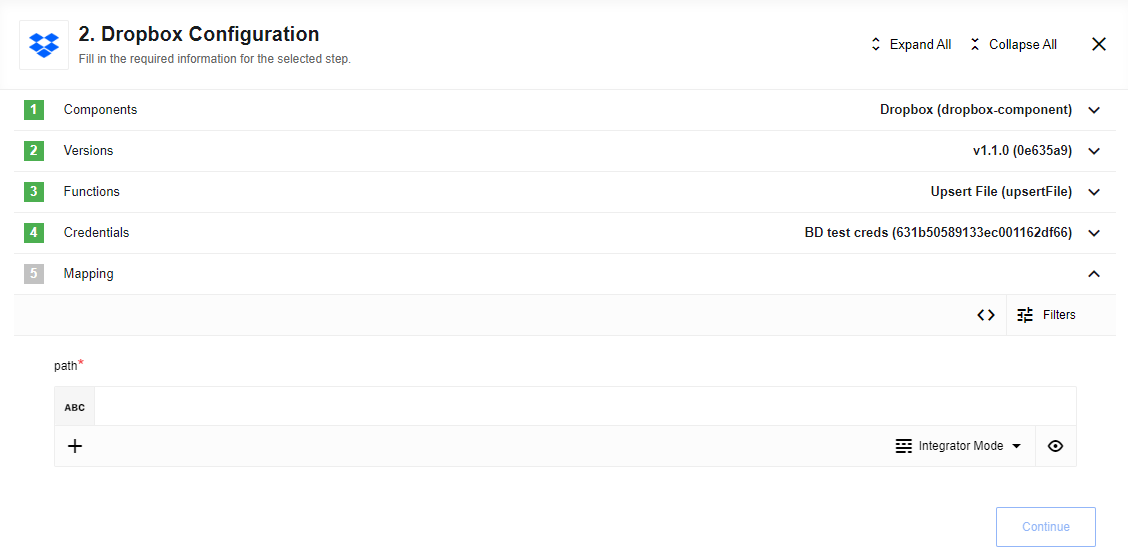 2. Dropbox Configuration
Fill in the required information for the selected step.
Expand All
Collapse All
1 Components Dropbox (dropbox-component)
2 Versions v1.1.0 (0e635a9)
3 Functions Upsert File (upsertFile)
4 Credentials BD test creds (631b50589133ec001162df66)
5 Mapping
Filters
path*
ABC
Integrator Mode
Continue